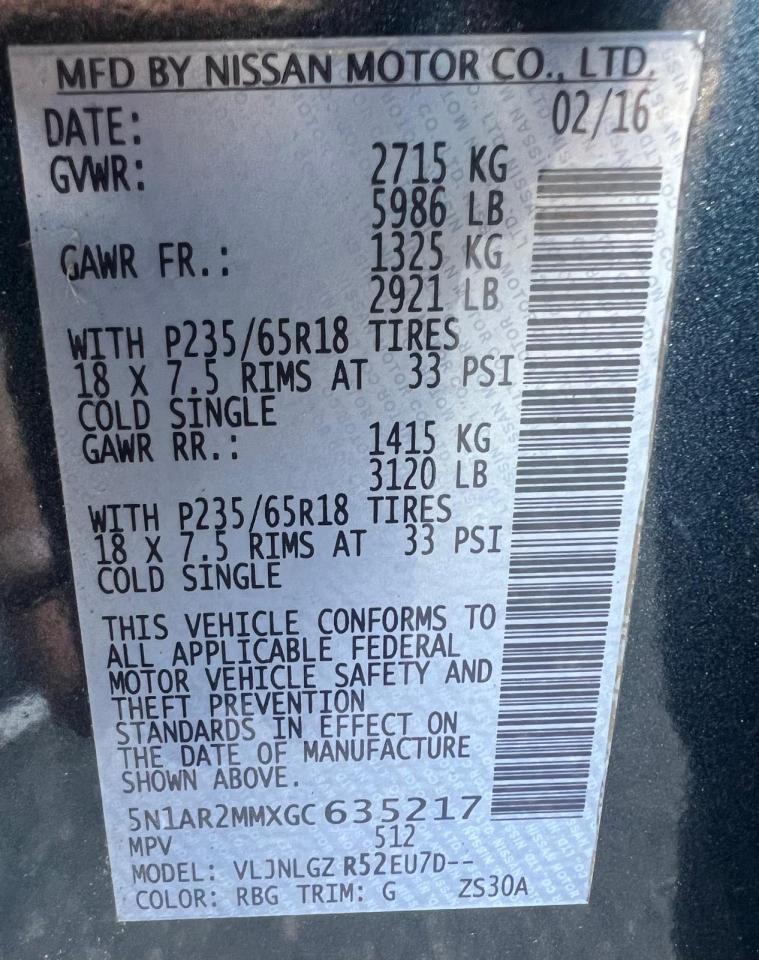 MFD BY NISSAN MOTOR CO., LTD.
DATE: 02/16
GVWR: 2715 KG
5986 LB
GAWR FR.: 1325 KG
2921 LB
WITH P235/65R18 TIRES
18 X 7.5 RIMS AT 33 PSI
COLD SINGLE
GAWR RR.: 1415 KG
3120 LB
WITH P235/65R18 TIRES
18 X 7.5 RIMS AT 33 PSI
COLD SINGLE
THIS VEHICLE CONFORMS TO
ALL APPLICABLE FEDERAL
MOTOR VEHICLE SAFETY AND
THEFT PREVENTION
STANDARDS IN EFFECT ON
THE DATE OF MANUFACTURE
SHOWN ABOVE.
5N1AR2MMXGC 635217
MPV 512
MODEL: VLJNLGZ R52EU7D--
COLOR: RBG TRIM: G ZS30A